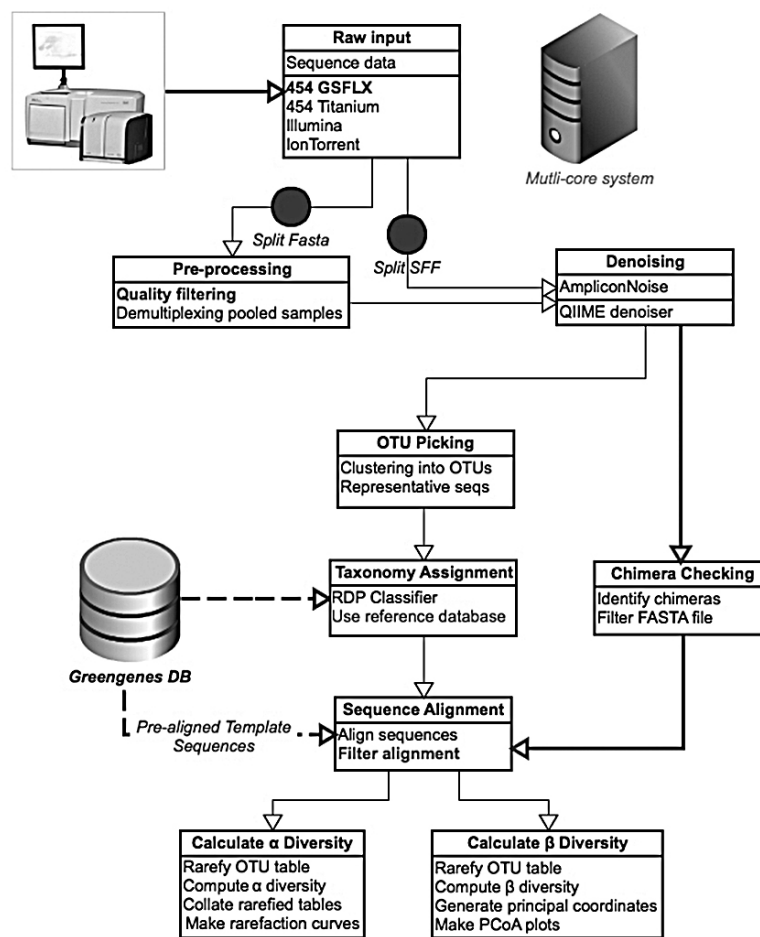 Raw input
Sequence data
454 GSFLX
454 Titanium
Illumina
IonTorrent
Mutli-core system
Split Fasta
Split SFF
Pre-processing
Quality filtering
Demultiplexing pooled samples
Denoising
AmpliconNoise
QIIME denoiser
OTU Picking
Clustering into OTUs
Representative seqs
Taxonomy Assignment
RDP Classifier
Use reference database
Chimera Checking
Identify chimeras
Filter FASTA file
Greengenes DB
Pre-aligned Template
Sequences
Sequence Alignment
Align sequences
Filter alignment
Calculate α Diversity
Rarefy OTU table
Compute α diversity
Collate rarefied tables
Make rarefaction curves
Calculate β Diversity
Rarefy OTU table
Compute β diversity
Generate principal coordinates
Make PCoA plots